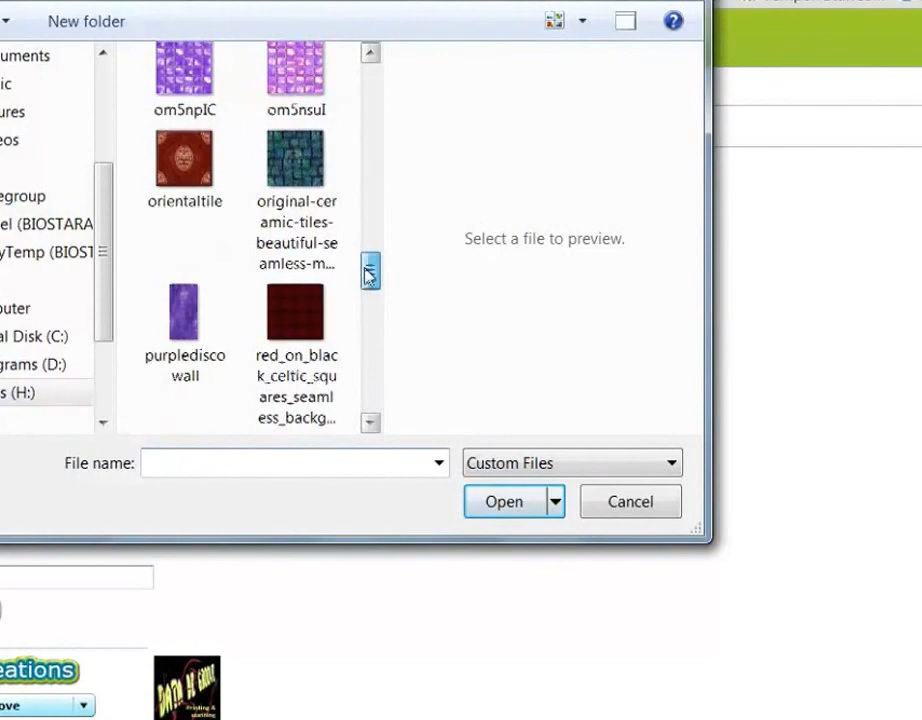 New folder
uments
ic
ures
eos
egroup
el (BIOSTARA
yTemp (BIOST
puter
al Disk (C:)
grams (D:)
s (H:)
om5npIC
om5nsuI
orientaltile
original-cer
amic-tiles-
beautiful-se
amless-m...
purpledisco
wall
red_on_blac
k_celtic_squ
ares_seaml
ess_backg...
Select a file to preview.
File name:
Custom Files
Open
Cancel
eations
ove